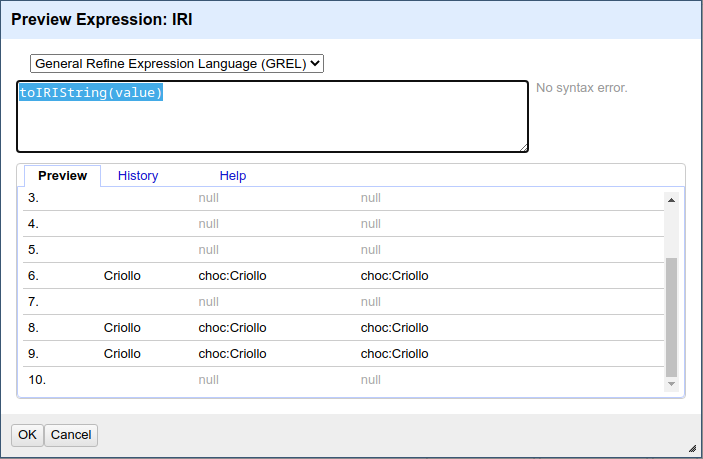 Preview Expression: IRI
General Refine Expression Language (GREL)
toIRIString(value)
No syntax error.
Preview History Help
3. null null
4. null null
5. null null
6. Criollo choc:Criollo choc:Criollo
7. null null
8. Criollo choc:Criollo choc:Criollo
9. Criollo choc:Criollo choc:Criollo
10. null null
OK Cancel